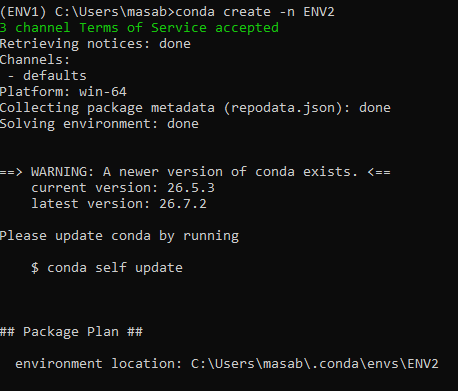 (ENV1) C:\Users\masab>conda create -n ENV2
3 channel Terms of Service accepted
Retrieving notices: done
Channels:
 - defaults
Platform: win-64
Collecting package metadata (repodata.json): done
Solving environment: done
==> WARNING: A newer version of conda exists. <==
    current version: 26.5.3
    latest version: 26.7.2
Please update conda by running
    $ conda self update
## Package Plan ##
  environment location: C:\Users\masab\.conda\envs\ENV2